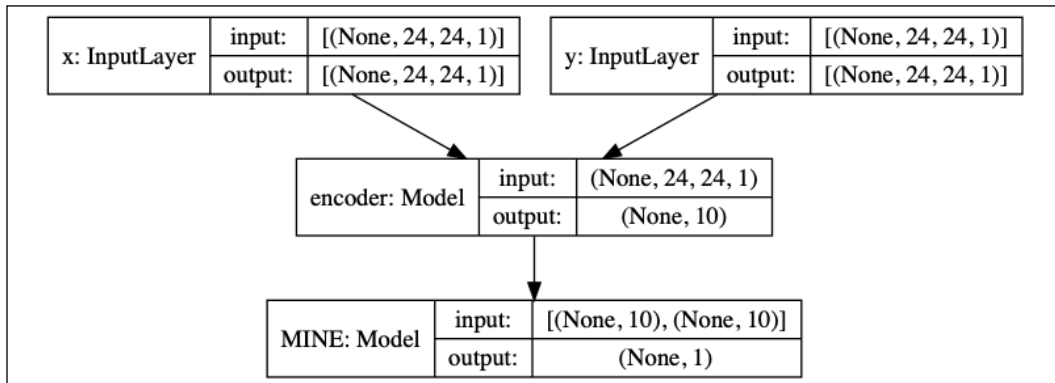 x: InputLayer input: [(None, 24, 24, 1)] y: InputLayer input: [(None, 24, 24, 1)]
output: [(None, 24, 24, 1)] output: [(None, 24, 24, 1)]
encoder: Model input: (None, 24, 24, 1)
output: (None, 10)
MINE: Model input: [(None, 10), (None, 10)]
output: (None, 1)